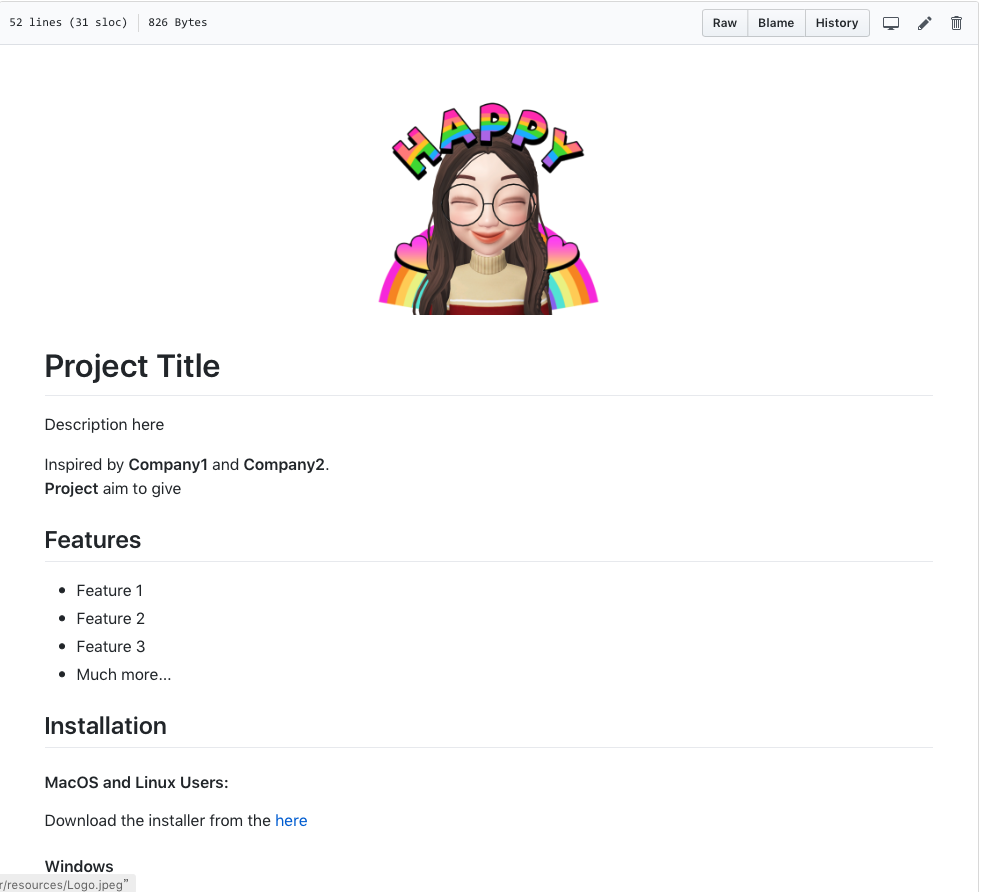 52 lines (31 sloc) 826 Bytes Raw Blame History
HAPPY
Project Title
Description here
Inspired by Company1 and Company2.
Project aim to give
Features
Feature 1
Feature 2
Feature 3
Much more...
Installation
MacOS and Linux Users:
Download the installer from the here
Windows
r/resources/Logo.jpeg”